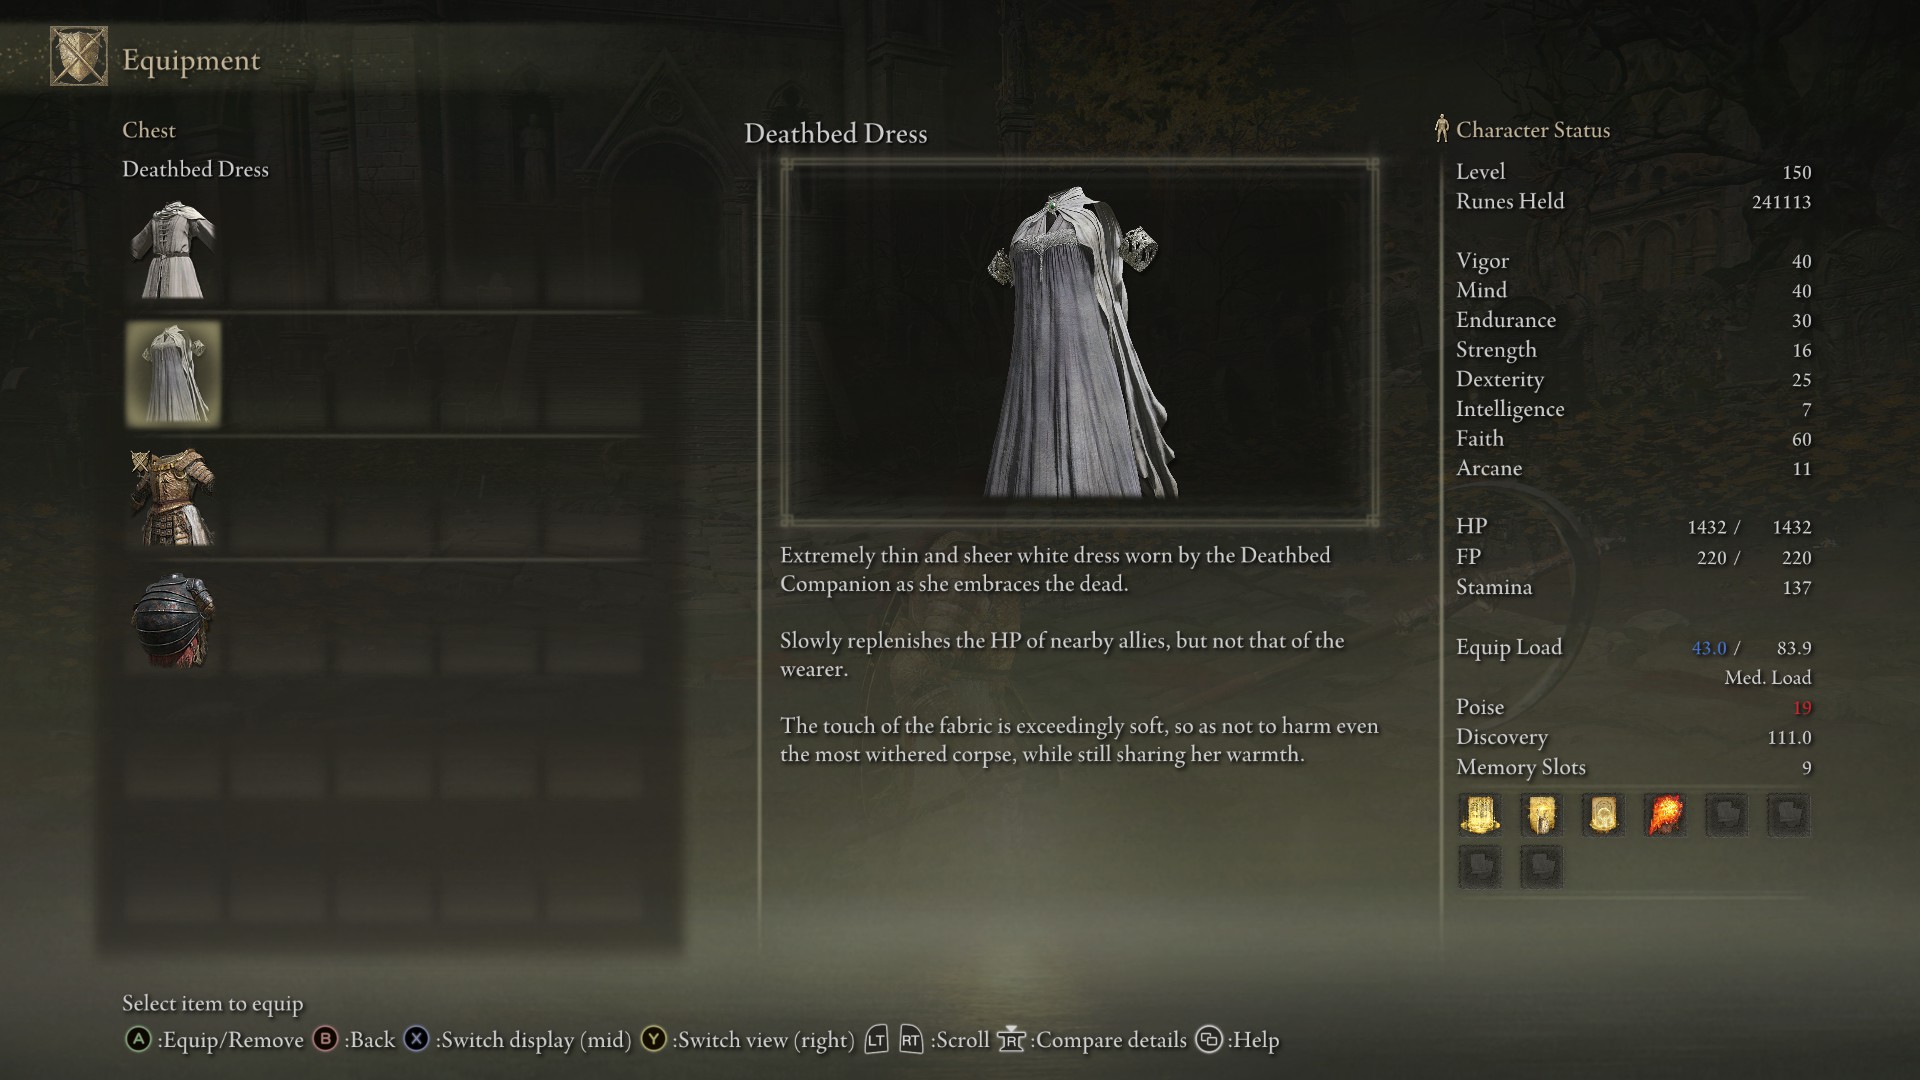 Equipment
Chest
Deathbed Dress
Deathbed Dress
Extremely thin and sheer white dress worn by the Deathbed
Companion as she embraces the dead.
Slowly replenishes the HP of nearby allies, but not that of the
wearer.
The touch of the fabric is exceedingly soft, so as not to harm even
the most withered corpse, while still sharing her warmth.
Character Status
Level 150
Runes Held 241113
Vigor 40
Mind 40
Endurance 30
Strength 16
Dexterity 25
Intelligence 7
Faith 60
Arcane 11
HP 1432 / 1432
FP 220 / 220
Stamina 137
Equip Load 43.0 / 83.9
Med. Load
Poise 19
Discovery 111.0
Memory Slots 9
Select item to equip
A :Equip/Remove B :Back X :Switch display (mid) Y :Switch view (right) LT RT :Scroll R :Compare details :Help